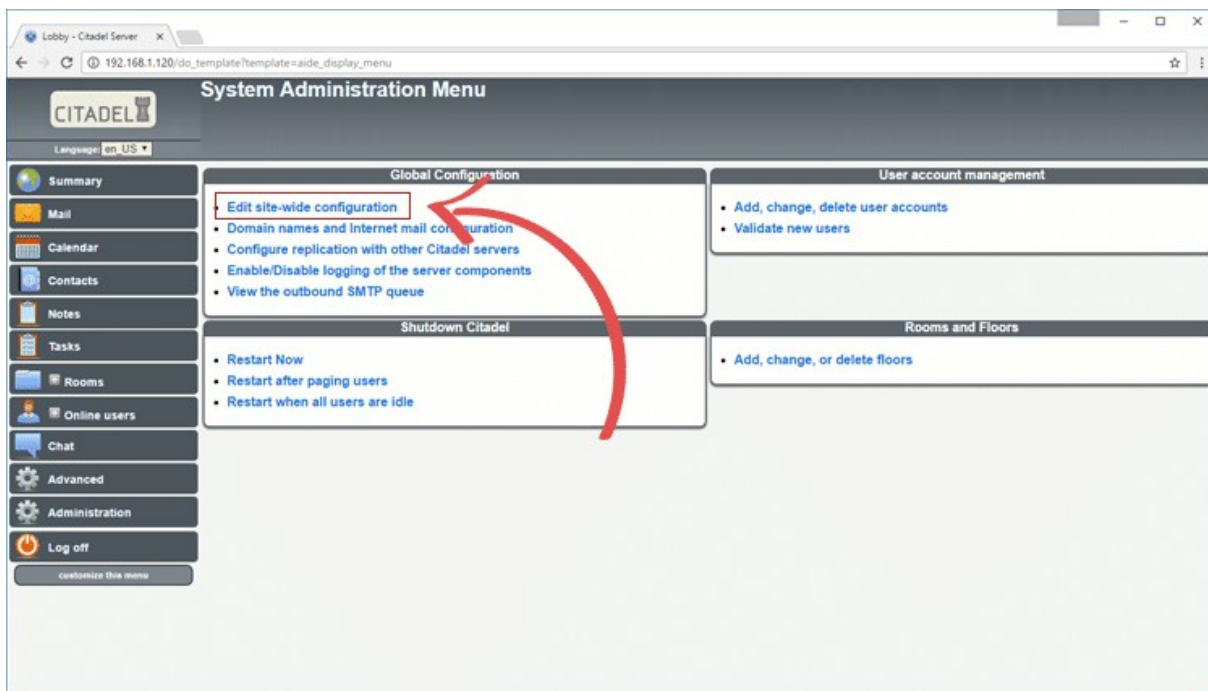 Lobby - Citadel Server
192.168.1.120/do_template?template=aide_display_menu
CITADEL
Language: en_US
System Administration Menu
Summary
Mail
Calendar
Contacts
Notes
Tasks
Rooms
Online users
Chat
Advanced
Administration
Log off
customize this menu
Global Configuration
Edit site-wide configuration
Domain names and Internet mail configuration
Configure replication with other Citadel servers
Enable/Disable logging of the server components
View the outbound SMTP queue
User account management
Add, change, delete user accounts
Validate new users
Shutdown Citadel
Restart Now
Restart after paging users
Restart when all users are idle
Rooms and Floors
Add, change, or delete floors